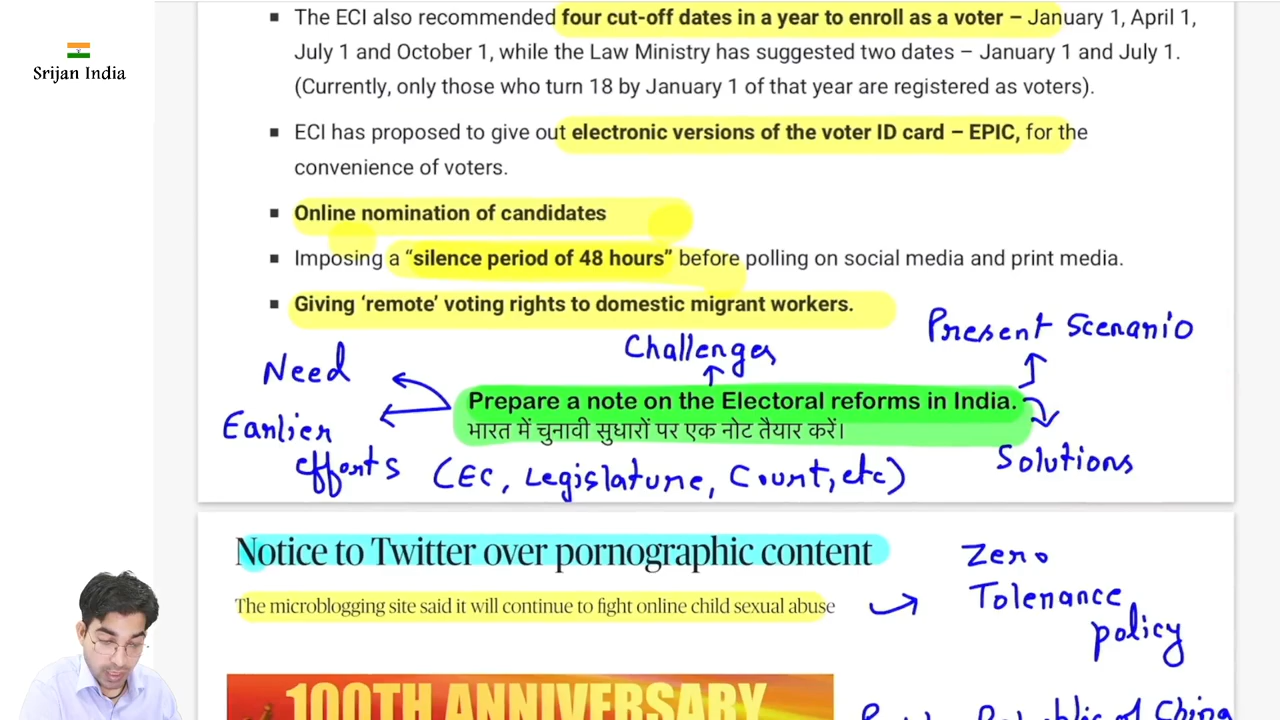 The ECI also recommended four cut-off dates in a year to enroll as a voter – January 1, April 1,
July 1 and October 1, while the Law Ministry has suggested two dates – January 1 and July 1.
(Currently, only those who turn 18 by January 1 of that year are registered as voters).
Srijan India
ECI has proposed to give out electronic versions of the voter ID card – EPIC, for the
convenience of voters.
Online nomination of candidates
Imposing a “silence period of 48 hours” before polling on social media and print media.
Giving ‘remote’ voting rights to domestic migrant workers.
Present Scenario
Challenges
Need
Prepare a note on the Electoral reforms in India.
भारत में चुनावी सुधारों पर एक नोट तैयार करें।
Earlier
efforts
(EC, Legislature, Court, etc)
Solutions
Notice to Twitter over pornographic content
The microblogging site said it will continue to fight online child sexual abuse
Zero
Tolerance
policy
100TH ANNIVERSARY
Republic of China